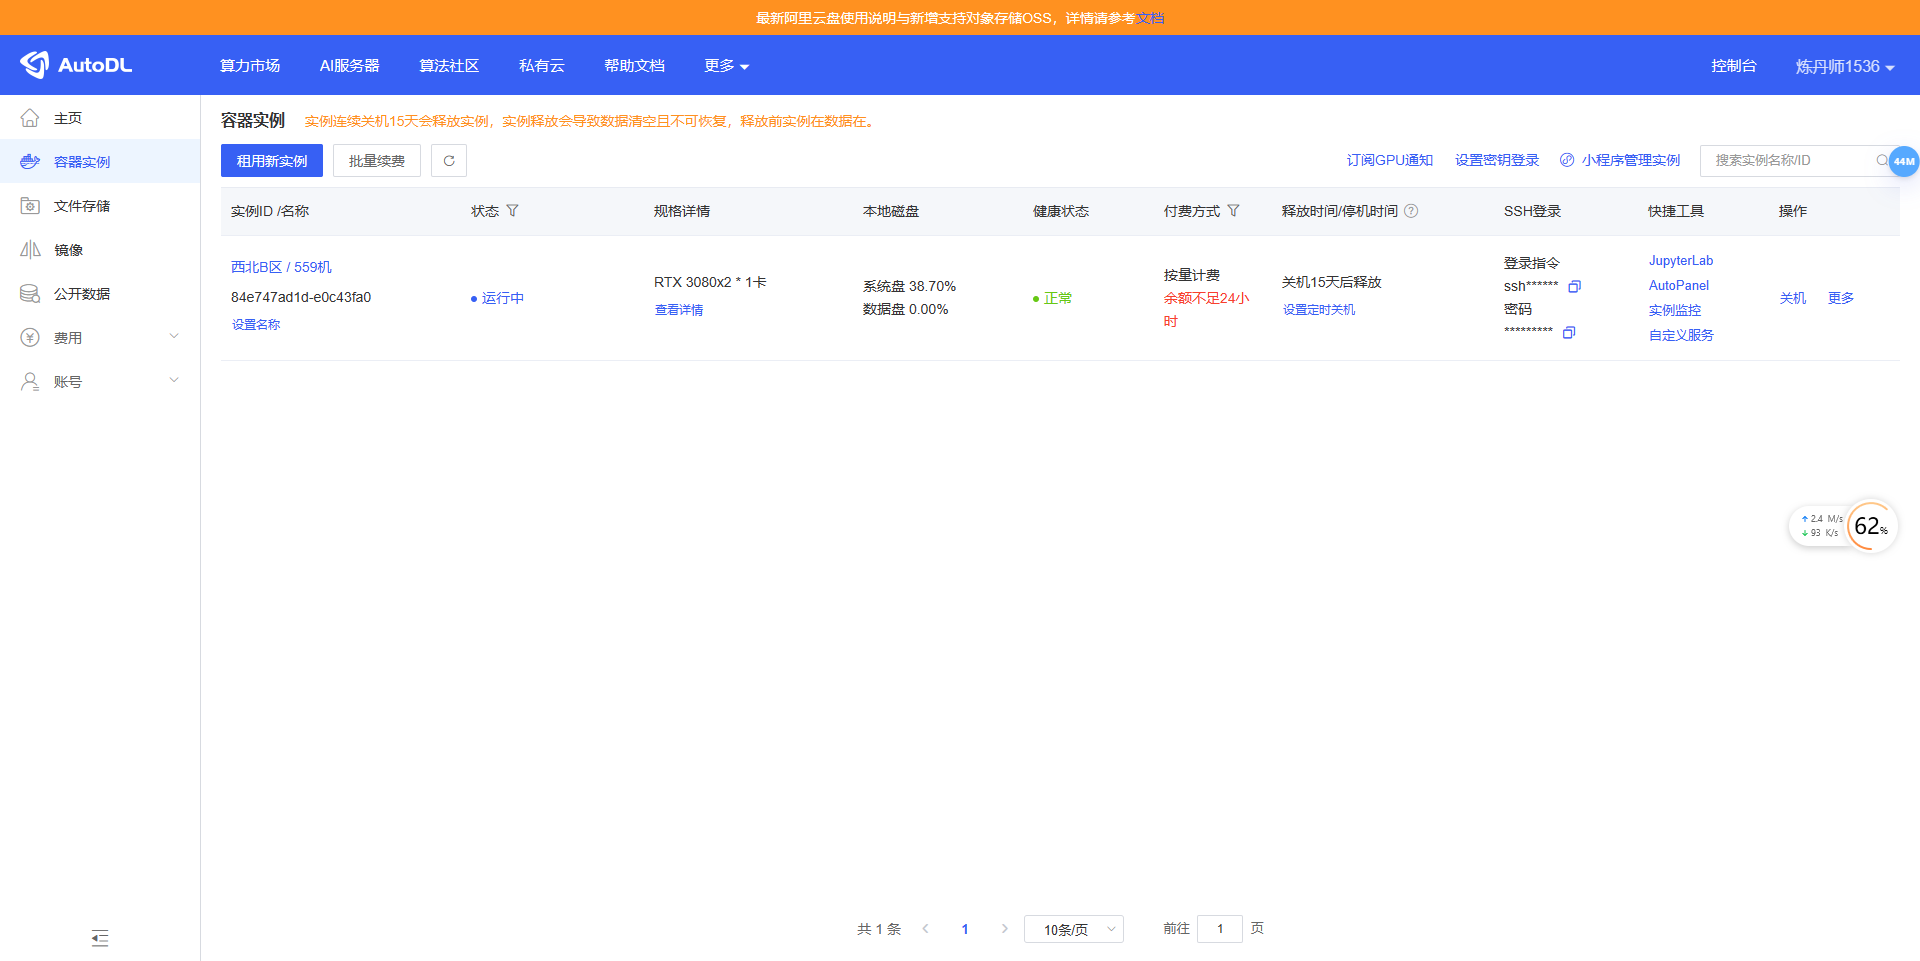 最新阿里云盘使用说明与新增支持对象存储OSS，详情请参考文档
AutoDL
算力市场
AI服务器
算法社区
私有云
帮助文档
更多
控制台
炼丹师1536
主页
容器实例
文件存储
镜像
公开数据
费用
账号
容器实例
实例连续关机15天会释放实例，实例释放会导致数据清空且不可恢复，释放前实例在数据在。
租用新实例
批量续费
订阅GPU通知
设置密钥登录
小程序管理实例
搜索实例名称/ID
44M
实例ID /名称
状态
规格详情
本地磁盘
健康状态
付费方式
释放时间/停机时间
SSH登录
快捷工具
操作
西北B区 / 559机
84e747ad1d-e0c43fa0
设置名称
运行中
RTX 3080x2 * 1卡
查看详情
系统盘 38.70%
数据盘 0.00%
正常
按量计费
余额不足24小
时
关机15天后释放
设置定时关机
登录指令
ssh******
密码
*********
JupyterLab
AutoPanel
实例监控
自定义服务
关机
更多
2.4 M/s
93 K/s
62%
共 1 条
1
10条/页
前往
1
页